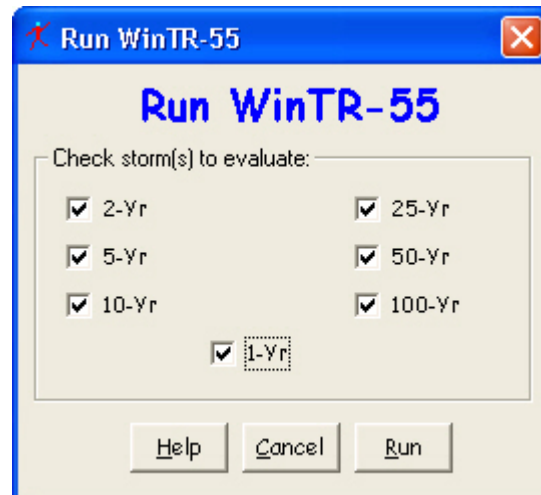 Run WinTR-55
Run WinTR-55
Check storm(s) to evaluate:
2-Yr 25-Yr
5-Yr 50-Yr
10-Yr 100-Yr
1-Yr
Help Cancel Run